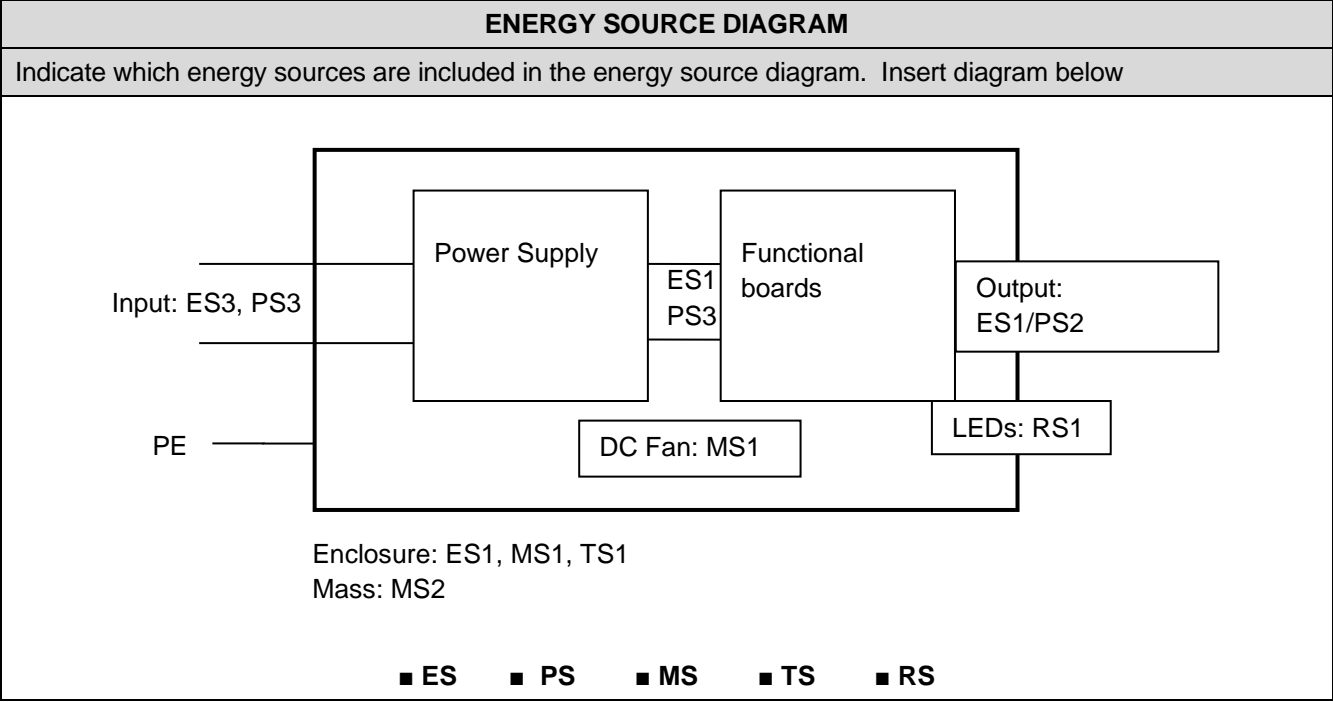 ENERGY SOURCE DIAGRAM
Indicate which energy sources are included in the energy source diagram.  Insert diagram below
Power Supply
Functional
boards
ES1
PS3
Input: ES3, PS3
Output:
ES1/PS2
PE
DC Fan: MS1
LEDs: RS1
Enclosure: ES1, MS1, TS1
Mass: MS2
■ ES ■ PS ■ MS ■ TS ■ RS